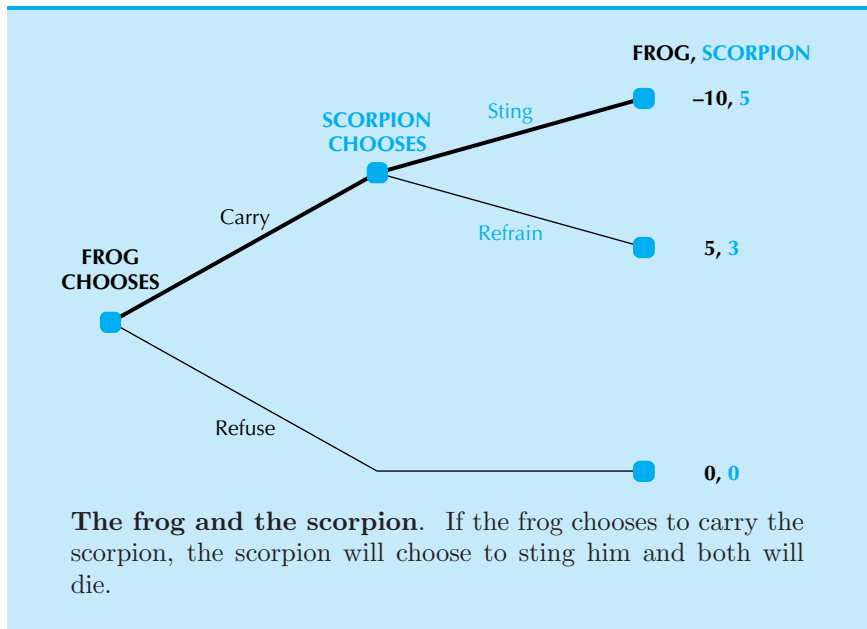 FROG, SCORPION
–10, 5
Sting
SCORPION
CHOOSES
Carry
Refrain
5, 3
FROG
CHOOSES
Refuse
0, 0
The frog and the scorpion. If the frog chooses to carry the
scorpion, the scorpion will choose to sting him and both will
die.